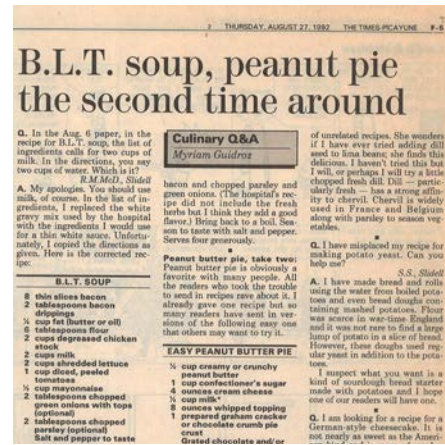 THURSDAY, AUGUST 27, 1992 THE TIMES-PICAYUNE F-5
B.L.T. soup, peanut pie
the second time around
Q. In the Aug. 6 paper, in the
recipe for B.L.T. soup, the list of
ingredients calls for two cups of
milk. In the directions, you say
two cups of water. Which is it?
R.M.McD., Slidell
A. My apologies. You should use
milk, of course. In the list of in-
gredients, I replaced the white
gravy mix used by the hospital
with the ingredients I would use
for a thin white sauce. Unfortu-
nately, I copied the directions as
given. Here is the corrected rec-
ipe:
B.L.T. SOUP
8 thin slices bacon
2 tablespoons bacon
drippings
¼ cup fat (butter or oil)
6 tablespoons flour
2 cups degreased chicken
stock
2 cups milk
2 cups shredded lettuce
1 cup diced, peeled
tomatoes
½ cup mayonnaise
2 tablespoons chopped
green onions with tops
(optional)
2 tablespoons chopped
parsley (optional)
Salt and pepper to taste
Culinary Q&A
Myriam Guidroz
bacon and chopped parsley and
green onions. (The hospital's rec-
ipe did not include the fresh
herbs but I think they add a good
flavor.) Bring back to a boil. Sea-
son to taste with salt and pepper.
Serves four generously.
Peanut butter pie, take two:
Peanut butter pie is obviously a
favorite with many people. All
the readers who took the trouble
to send in recipes rave about it. I
already gave one recipe but so
many readers have sent in ver-
sions of the following easy one
that others may want to try it.
EASY PEANUT BUTTER PIE
½ cup creamy or crunchy
peanut butter
1 cup confectioner's sugar
4 ounces cream cheese
½ cup milk*
8 ounces whipped topping
1 prepared graham cracker
or chocolate crumb pie
crust
Grated chocolate and/or
of unrelated recipes. She wonders
if I have ever tried adding dill
seed to lima beans; she finds this
delicious. I haven't tried this but
I will, or perhaps I will try a little
chopped fresh dill. Dill — partic-
ularly fresh — has a strong affin-
ity to chervil. Chervil is widely
used in France and Belgium
along with parsley to season veg-
etables.
Q. I have misplaced my recipe for
making potato yeast. Can you
help me?
S.S., Slidell
A. I have made bread and rolls
using the water from boiled pota-
toes and even bread doughs con-
taining mashed potatoes. Flour
was scarce in war-time England
and it was not rare to find a large
lump of potato in a slice of bread.
However, these doughs used reg-
ular yeast in addition to the pota-
toes.
I suspect what you want is a
kind of sourdough bread starter
made with potatoes and I hope
one of our readers will have one.
Q. I am looking for a recipe for a
German-style cheesecake. It is
not nearly as sweet as the Amer-